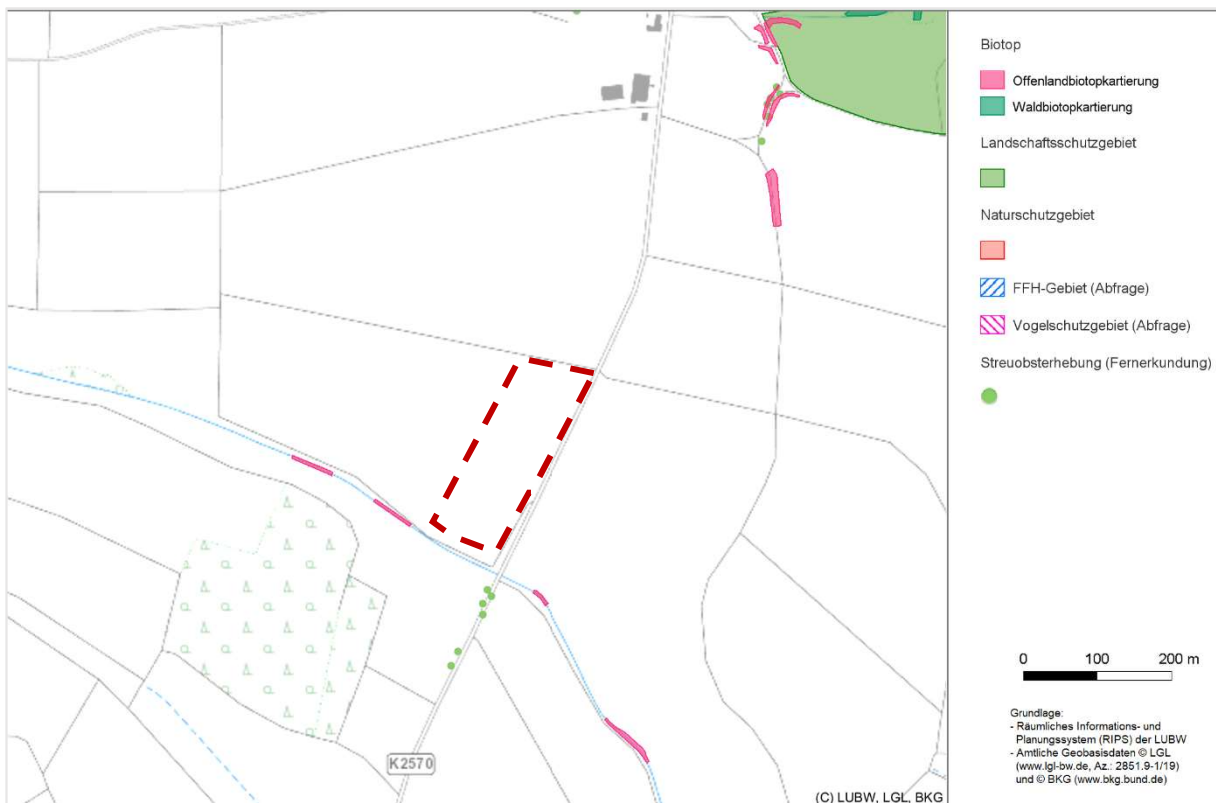 Biotop
Offenlandbiotopkartierung
Waldbiotopkartierung
Landschaftsschutzgebiet
Naturschutzgebiet
FFH-Gebiet (Abfrage)
Vogelschutzgebiet (Abfrage)
Streuobsterhebung (Fernerkundung)
0 100 200 m
Grundlage:
- Räumliches Informations- und
Planungssystem (RIPS) der LUBW
- Amtliche Geobasisdaten © LGL
(www.lgl-bw.de, Az.: 2851.9-1/19)
und © BKG (www.bkg.bund.de)
K2570
(C) LUBW, LGL, BKG